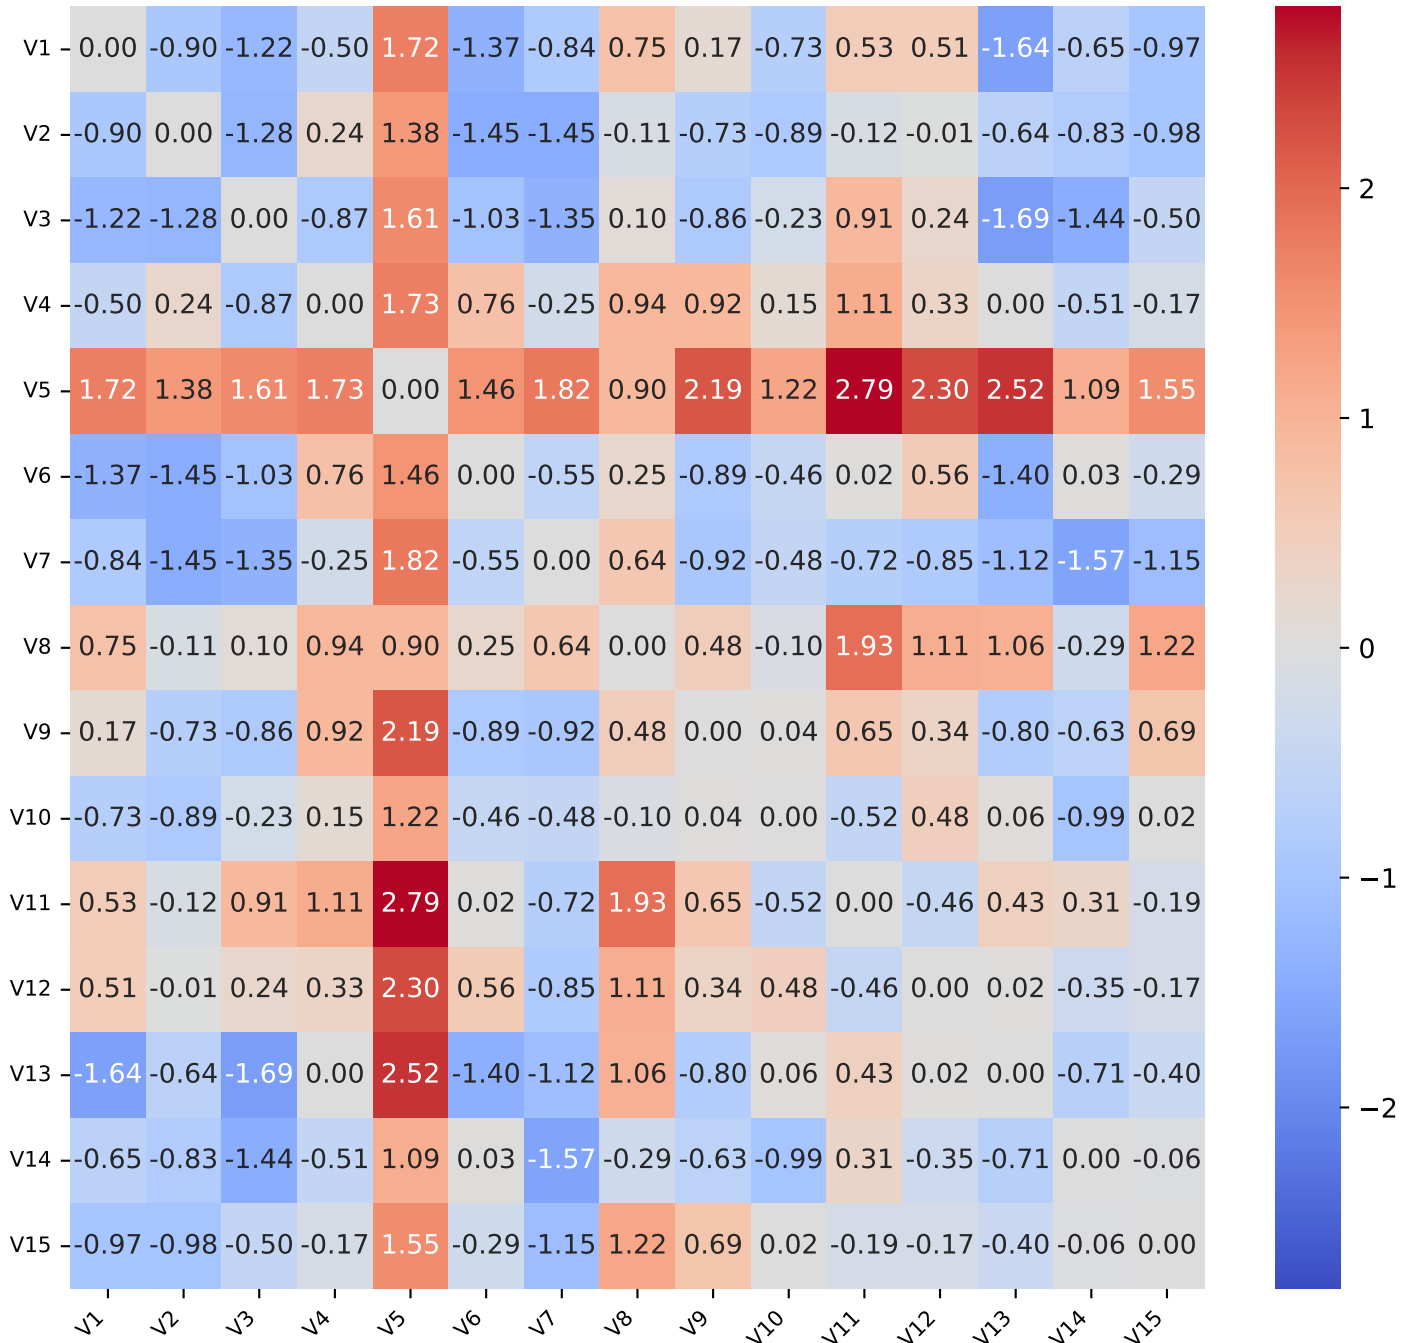 V1 0.00 -0.90 -1.22 -0.50 1.72 -1.37 -0.84 0.75 0.17 -0.73 0.53 0.51 -1.64 -0.65 -0.97
V2 -0.90 0.00 -1.28 0.24 1.38 -1.45 -1.45 -0.11 -0.73 -0.89 -0.12 -0.01 -0.64 -0.83 -0.98
V3 -1.22 -1.28 0.00 -0.87 1.61 -1.03 -1.35 0.10 -0.86 -0.23 0.91 0.24 -1.69 -1.44 -0.50
V4 -0.50 0.24 -0.87 0.00 1.73 0.76 -0.25 0.94 0.92 0.15 1.11 0.33 0.00 -0.51 -0.17
V5 1.72 1.38 1.61 1.73 0.00 1.46 1.82 0.90 2.19 1.22 2.79 2.30 2.52 1.09 1.55
V6 -1.37 -1.45 -1.03 0.76 1.46 0.00 -0.55 0.25 -0.89 -0.46 0.02 0.56 -1.40 0.03 -0.29
V7 -0.84 -1.45 -1.35 -0.25 1.82 -0.55 0.00 0.64 -0.92 -0.48 -0.72 -0.85 -1.12 -1.57 -1.15
V8 0.75 -0.11 0.10 0.94 0.90 0.25 0.64 0.00 0.48 -0.10 1.93 1.11 1.06 -0.29 1.22
V9 0.17 -0.73 -0.86 0.92 2.19 -0.89 -0.92 0.48 0.00 0.04 0.65 0.34 -0.80 -0.63 0.69
V10 -0.73 -0.89 -0.23 0.15 1.22 -0.46 -0.48 -0.10 0.04 0.00 -0.52 0.48 0.06 -0.99 0.02
V11 0.53 -0.12 0.91 1.11 2.79 0.02 -0.72 1.93 0.65 -0.52 0.00 -0.46 0.43 0.31 -0.19
V12 0.51 -0.01 0.24 0.33 2.30 0.56 -0.85 1.11 0.34 0.48 -0.46 0.00 0.02 -0.35 -0.17
V13 -1.64 -0.64 -1.69 0.00 2.52 -1.40 -1.12 1.06 -0.80 0.06 0.43 0.02 0.00 -0.71 -0.40
V14 -0.65 -0.83 -1.44 -0.51 1.09 0.03 -1.57 -0.29 -0.63 -0.99 0.31 -0.35 -0.71 0.00 -0.06
V15 -0.97 -0.98 -0.50 -0.17 1.55 -0.29 -1.15 1.22 0.69 0.02 -0.19 -0.17 -0.40 -0.06 0.00
V1 V2 V3 V4 V5 V6 V7 V8 V9 V10 V11 V12 V13 V14 V15
2
1
0
−1
−2